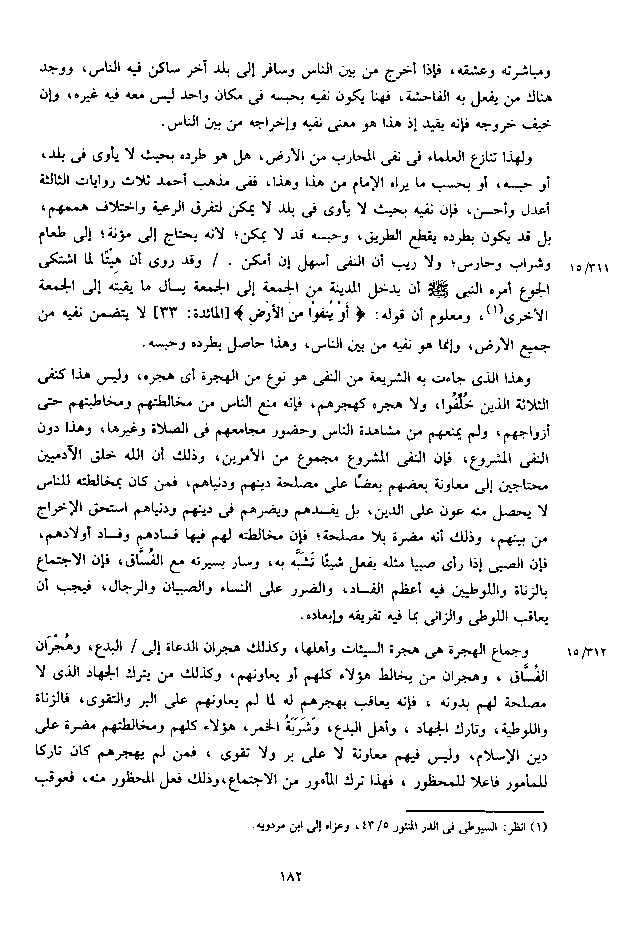 ومباشرته وعشقه، فإذا أخرج من بين الناس وسافر إلى بلد آخر ساكن فيه الناس، ووجد
هناك من يفعل به الفاحشة، فهنا يكون نفيه بحبسه فى مكان واحد ليس معه فيه غيره، وإن
خيف خروجه فإنه يقيد إذ هذا هو معنى نفيه وإخراجه من بين الناس.
ولهذا تنازع العلماء فى نفى المحارب من الأرض، هل هو طرده بحيث لا يأوى فى بلد،
أو حبسه، أو بحسب ما يراه الإمام من هذا وهذا، ففى مذهب أحمد ثلاث روايات الثالثة
أعدل وأحسن، فإن نفيه بحيث لا يأوى فى بلد لا يمكن لتفرق الرعية واختلاف هممهم،
بل قد يكون بطرده يقطع الطريق، وحبسه قد لا يمكن؛ لأنه يحتاج إلى مؤنة؛ إلى طعام
١٥/٣١١ وشراب وحارس؛ ولا ريب أن النفى أسهل إن أمكن . / وقد روى أن هِيتًا لما اشتكى
الجوع أمره النبى ﷺ أن يدخل المدينة من الجمعة إلى الجمعة يسأل ما يقيته إلى الجمعة
الأخرى(١)، ومعلوم أن قوله: ﴿ أَوْ يُنفَوْا مِنَ الأَرْضِ ﴾ [المائدة: ٣٣] لا يتضمن نفيه من
جميع الأرض، وإنما هو نفيه من بين الناس، وهذا حاصل بطرده وحبسه.
وهذا الذى جاءت به الشريعة من النفى هو نوع من الهجرة أى هجره، وليس هذا كنفى
الثلاثة الذين خُلِّفُوا، ولا هجره كهجرهم، فإنه منع الناس من مخالطتهم ومخاطبتهم حتى
أزواجهم، ولم يمنعهم من مشاهدة الناس وحضور مجامعهم فى الصلاة وغيرها، وهذا دون
النفى المشروع، فإن النفى المشروع مجموع من الأمرين، وذلك أن الله خلق الآدميين
محتاجين إلى معاونة بعضهم بعضًا على مصلحة دينهم ودنياهم، فمن كان بمخالطته للناس
لا يحصل منه عون على الدين، بل يفسدهم ويضرهم فى دينهم ودنياهم استحق الإخراج
من بينهم، وذلك أنه مضرة بلا مصلحة؛ فإن مخالطته لهم فيها فسادهم وفساد أولادهم،
فإن الصبى إذا رأى صبيا مثله يفعل شيئًا تَشَبَّه به، وسار بسيرته مع الفُسَّاق، فإن الاجتماع
بالزناة واللوطيين فيه أعظم الفساد، والضرر على النساء والصبيان والرجال، فيجب أن
يعاقب اللوطى والزانى بما فيه تفريقه وإبعاده.
١٥/٣١٢ وجماع الهجرة هى هجرة السيئات وأهلها، وكذلك هجران الدعاة إلى / البدع، وهُجْرَان
الفُسَّاق ، وهجران من يخالط هؤلاء كلهم أو يعاونهم، وكذلك من يترك الجهاد الذى لا
مصلحة لهم بدونه ، فإنه يعاقب بهجرهم له لما لم يعاونهم على البر والتقوى، فالزناة
واللوطية، وتارك الجهاد ، وأهل البدع، وشَرَبَةُ الخمر، هؤلاء كلهم ومخالطتهم مضرة على
دين الإسلام، وليس فيهم معاونة لا على بر ولا تقوى ، فمن لم يهجرهم كان تاركا
للمأمور فاعلا للمحظور ، فهذا ترك المأمور من الاجتماع،وذلك فعل المحظور منه، فعوقب
(١) انظر: السيوطى فى الدر المنثور ٤٣/٥ ، وعزاه إلى ابن مردويه.
١٨٢